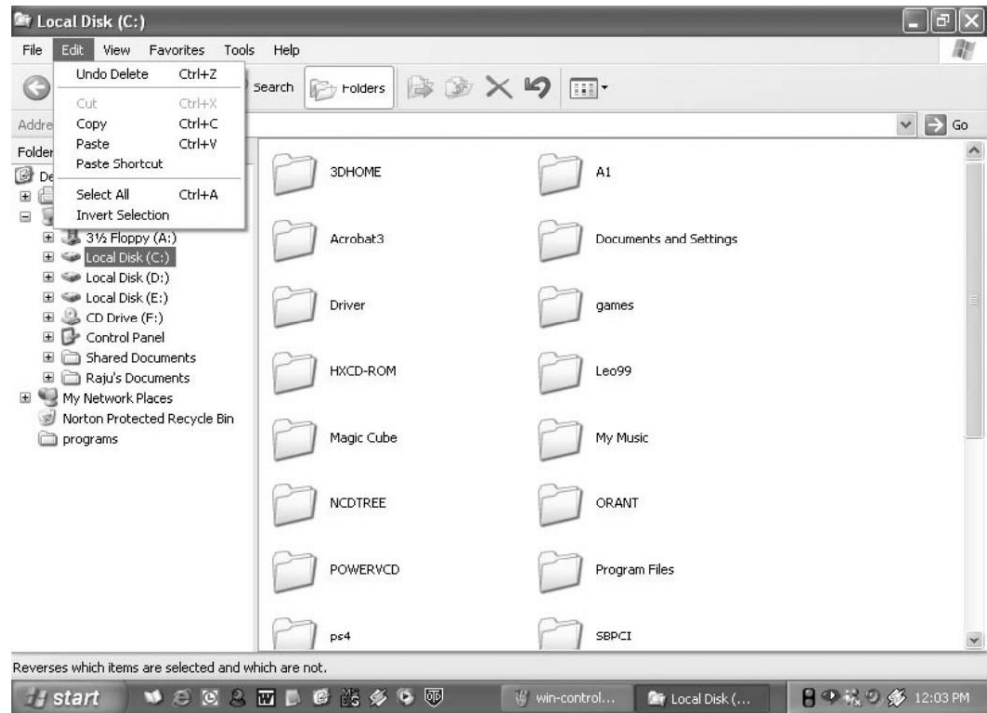 Local Disk (C:)
File Edit View Favorites Tools Help
Undo Delete Ctrl+Z
Cut Ctrl+X
Copy Ctrl+C
Paste Ctrl+V
Paste Shortcut
Select All Ctrl+A
Invert Selection
Search Folders
Addre
Go
Folder
De
3½ Floppy (A:)
Local Disk (C:)
Local Disk (D:)
Local Disk (E:)
CD Drive (F:)
Control Panel
Shared Documents
Raju's Documents
My Network Places
Norton Protected Recycle Bin
programs
3DHOME A1
Acrobat3 Documents and Settings
Driver games
HXCD-ROM Leo99
Magic Cube My Music
NCDTREE ORANT
POWERVCD Program Files
ps4 SBPCI
Reverses which items are selected and which are not.
start win-control... Local Disk (... 12:03 PM